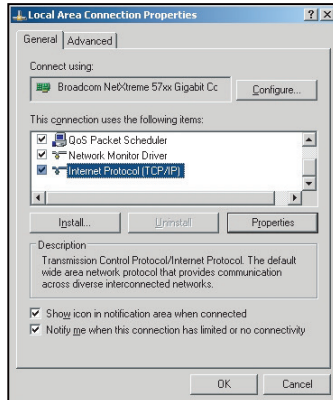 Local Area Connection Properties
General Advanced
Connect using:
Broadcom NetXtreme 57xx Gigabit Cc
Configure...
This connection uses the following items:
QoS Packet Scheduler
Network Monitor Driver
Internet Protocol (TCP/IP)
Install... Uninstall Properties
Description
Transmission Control Protocol/Internet Protocol. The default
wide area network protocol that provides communication
across diverse interconnected networks.
Show icon in notification area when connected
Notify me when this connection has limited or no connectivity
OK Cancel